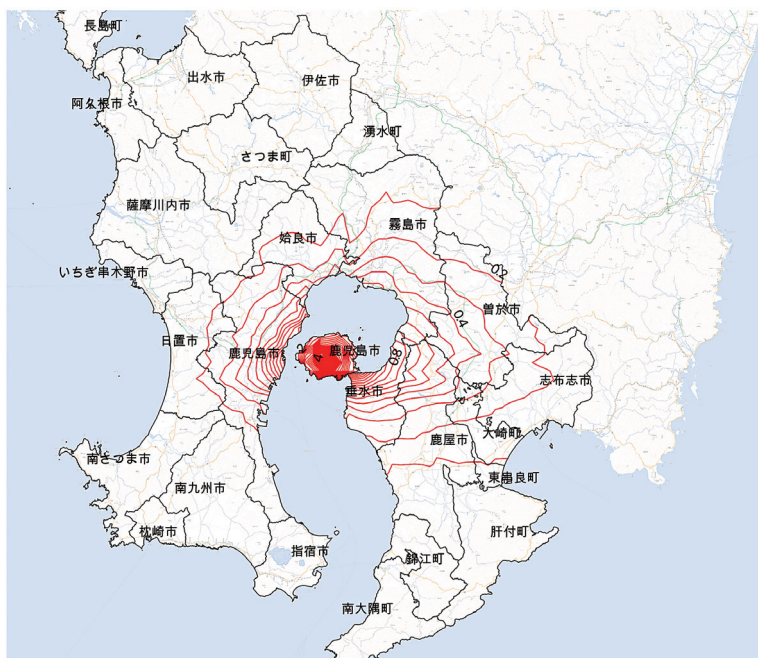 長島町
出水市
伊佐市
阿久根市
湧水町
さつま町
薩摩川内市
霧島市
姶良市
いちき串木野市
02
曽於市
04
日置市
鹿児島市
鹿児島市
08
2
4
垂水市
志布志市
鹿屋市
大崎町
南さつま市
東串良町
南九州市
枕崎市
肝付町
指宿市
錦江町
南大隅町